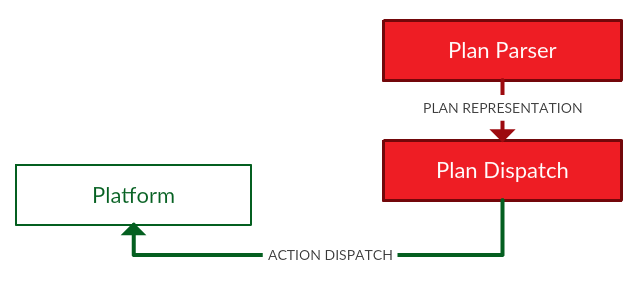 Plan Parser
PLAN REPRESENTATION
Plan Dispatch
Platform
ACTION DISPATCH